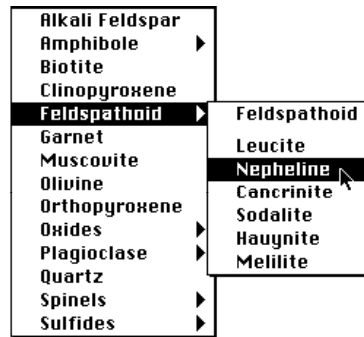 Alkali Feldspar
Amphibole
Biotite
Clinopyroxene
Feldspathoid
Garnet
Muscovite
Olivine
Orthopyroxene
Oxides
Plagioclase
Quartz
Spinels
Sulfides
Feldspathoid
Leucite
Nepheline
Cancrinite
Sodalite
Hauynite
Melilite